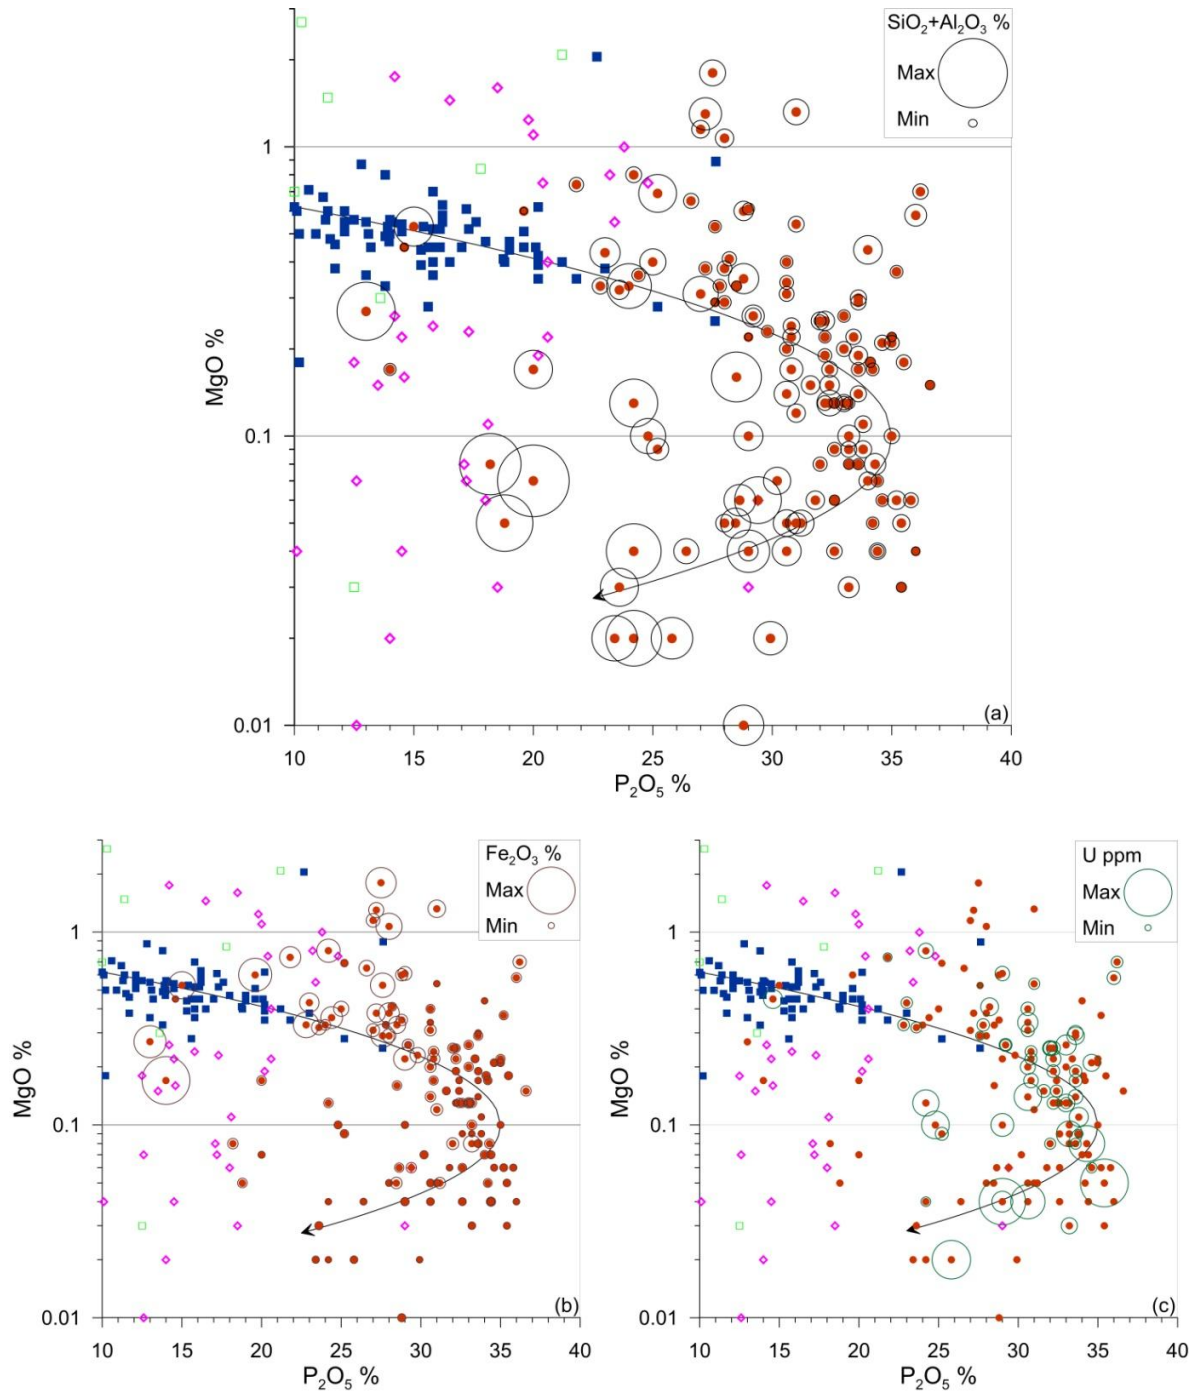 SiO₂+Al₂O₃ %
Max
Min
1
0.1
0.01
MgO %
(a)
10 15 20 25 30 35 40
P₂O₅ %
Fe₂O₃ %
Max
Min
1
0.1
0.01
MgO %
(b)
10 15 20 25 30 35 40
P₂O₅ %
U ppm
Max
Min
1
0.1
0.01
MgO %
(c)
10 15 20 25 30 35 40
P₂O₅ %